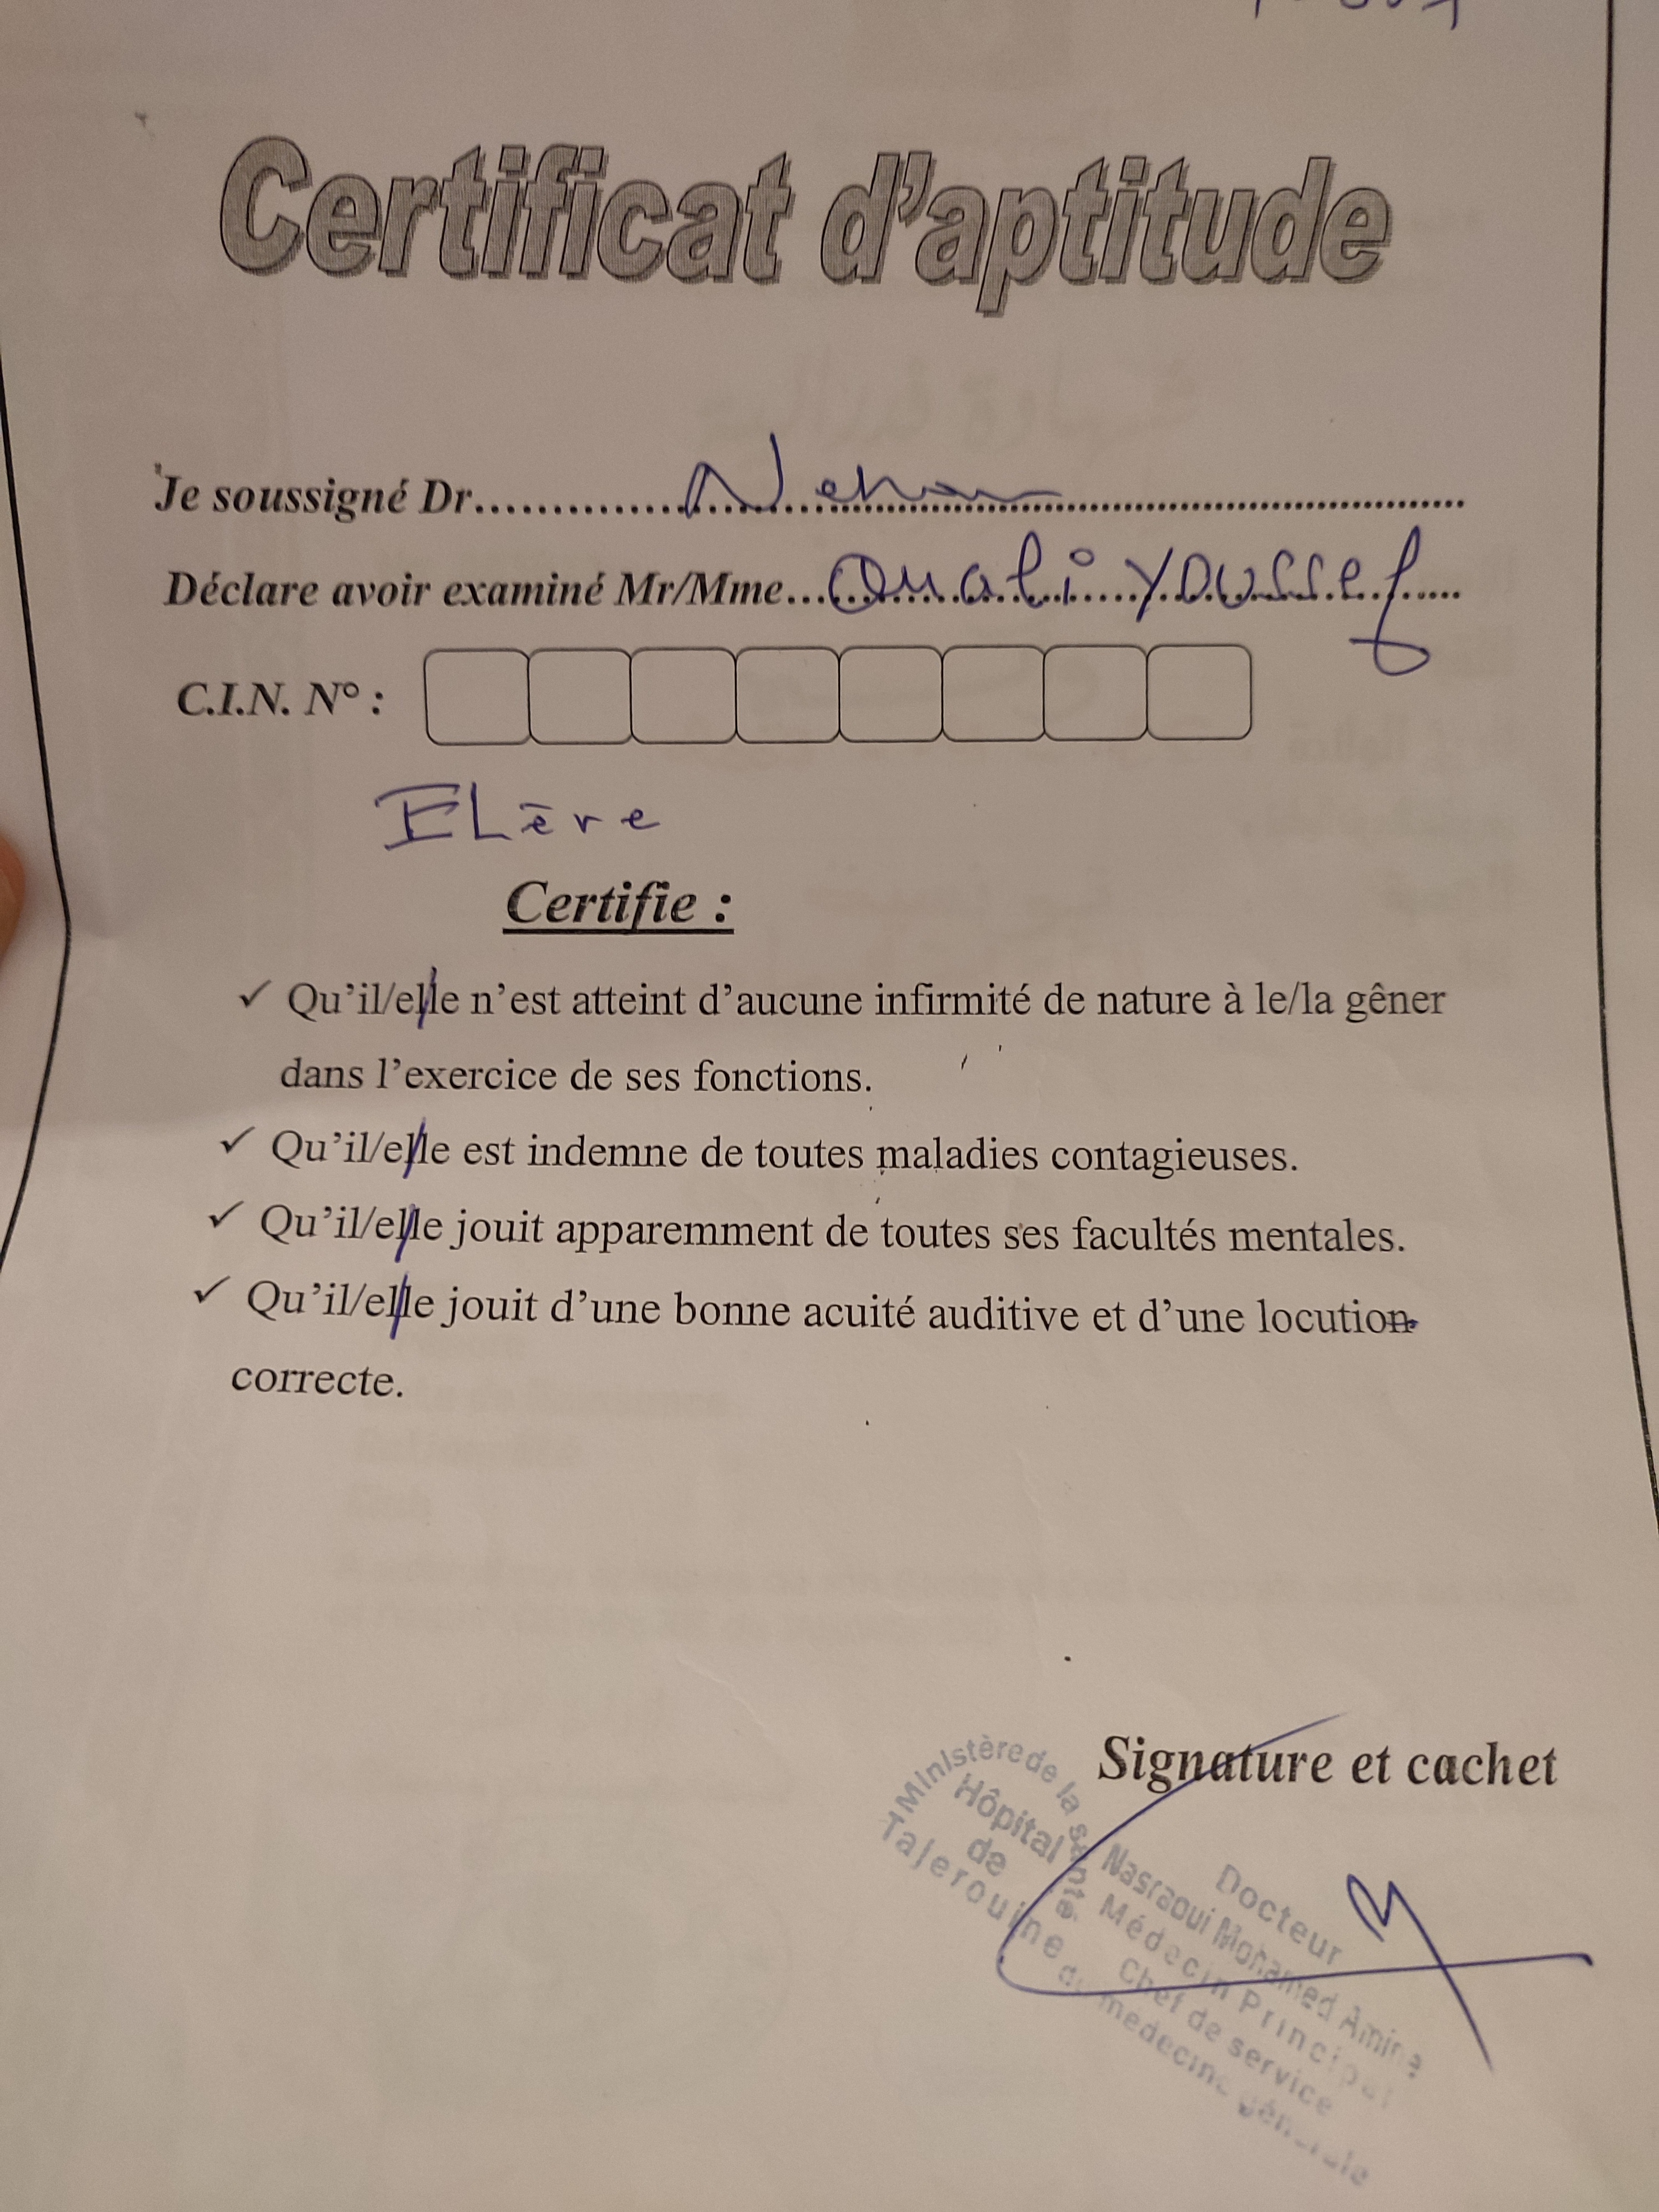 Certificat d'aptitude
Je soussigné Dr
Déclare avoir examiné Mr/Mme Ouali Youssef
C.I.N. N° :
ELève
Certifie :
✓ Qu'il/elle n'est atteint d'aucune infirmité de nature à le/la gêner
dans l'exercice de ses fonctions.
✓ Qu'il/elle est indemne de toutes maladies contagieuses.
✓ Qu'il/elle jouit apparemment de toutes ses facultés mentales.
✓ Qu'il/elle jouit d'une bonne acuité auditive et d'une locution
correcte.
Signature et cachet
Ministère de la santé
Hôpital
de
Tajerouine
Docteur
Nasraoui Mohamed Amine
Médecin Principal
Chef de service
de medecine générale